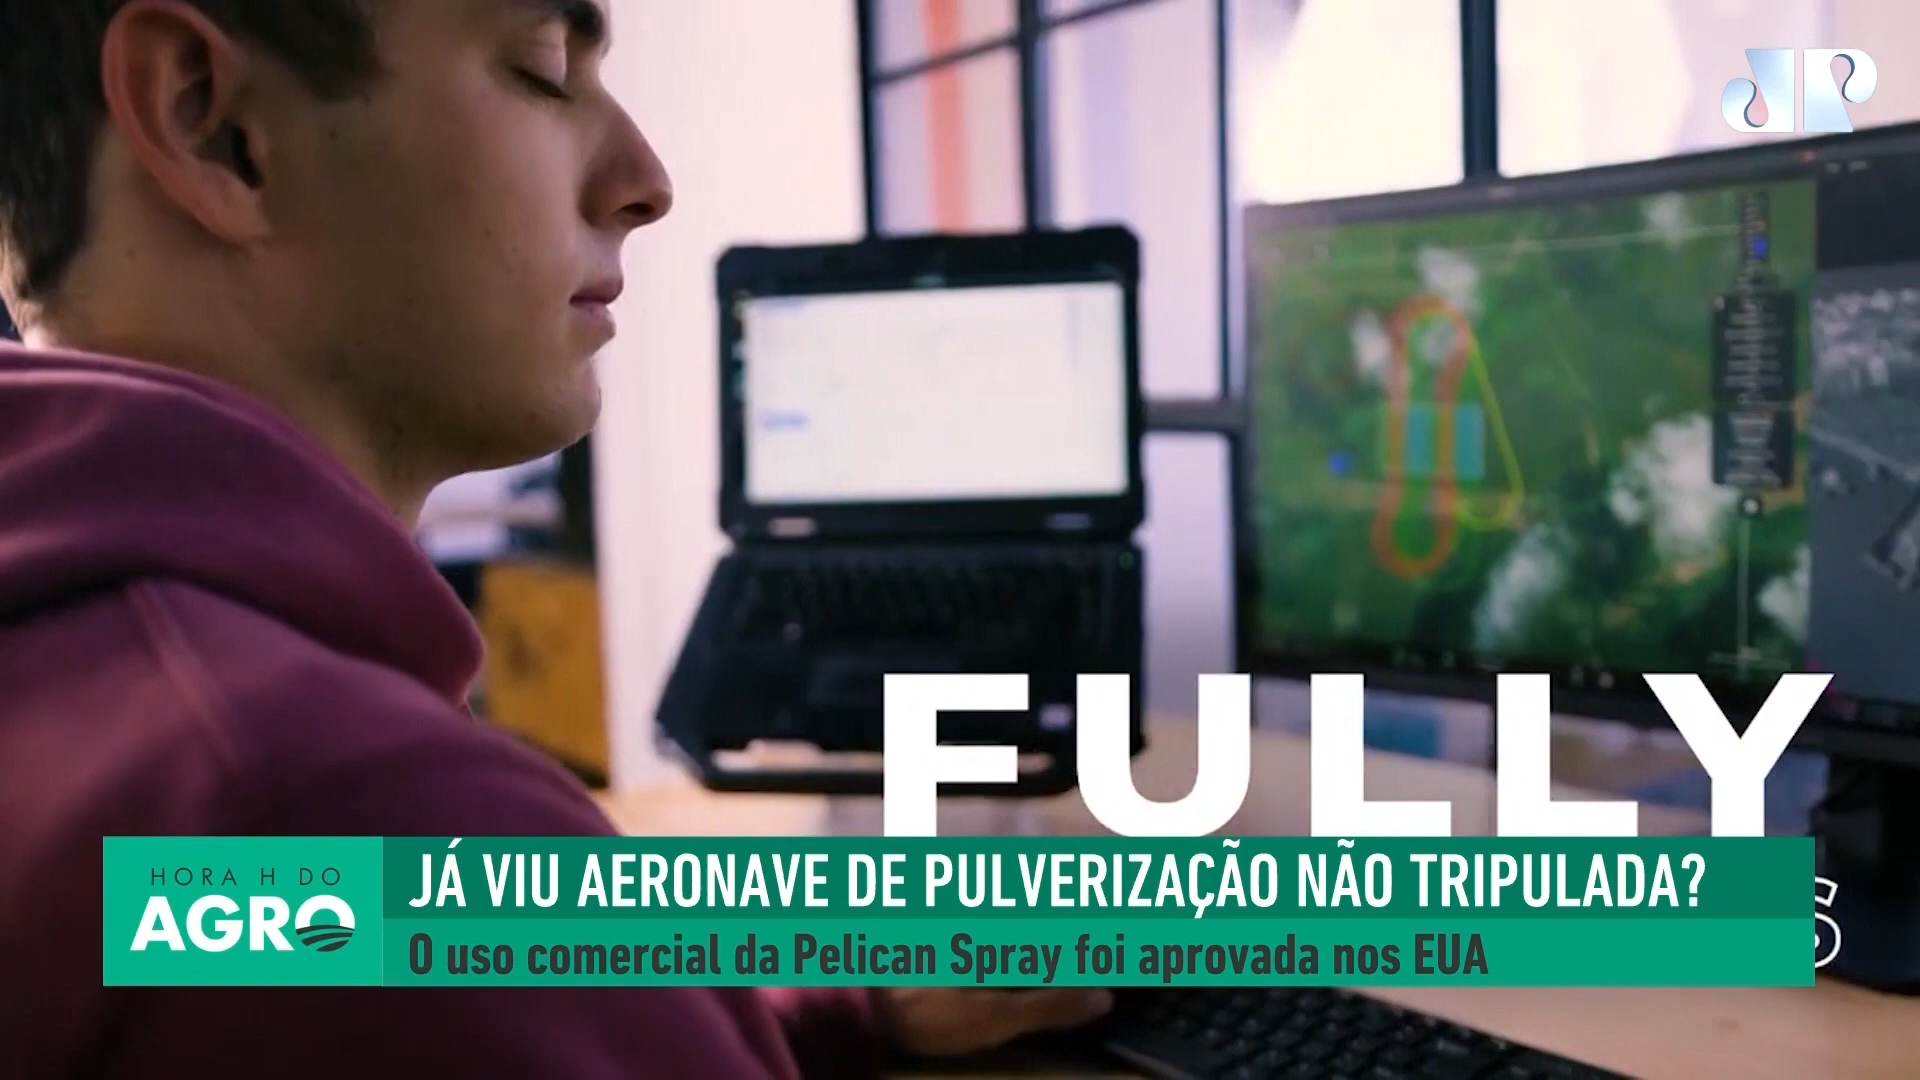 JP
FULLY
HORA H DO
AGRO
JÁ VIU AERONAVE DE PULVERIZAÇÃO NÃO TRIPULADA?
O uso comercial da Pelican Spray foi aprovada nos EUA